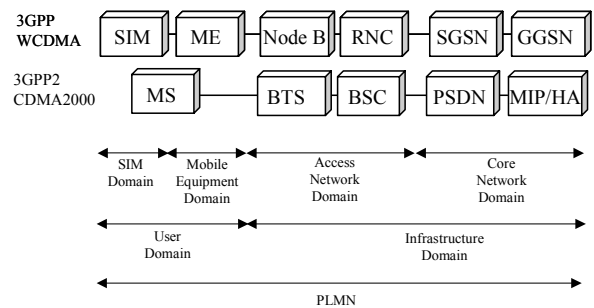 3GPP
WCDMA
SIM ME Node B RNC SGSN GGSN
3GPP2
CDMA2000
MS BTS BSC PSDN MIP/HA
SIM
Domain
Mobile
Equipment
Domain
Access
Network
Domain
Core
Network
Domain
User
Domain
Infrastructure
Domain
PLMN